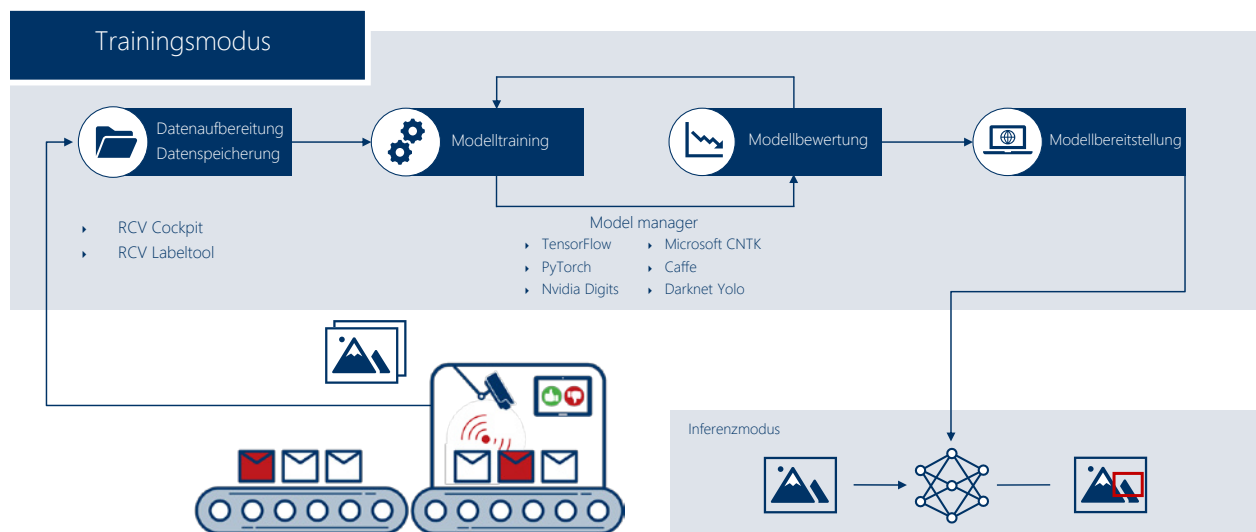 Trainingsmodus
Datenaufbereitung
Datenspeicherung
Modelltraining
Modellbewertung
Modellbereitstellung
RCV Cockpit
RCV Labeltool
Model manager
TensorFlow
PyTorch
Nvidia Digits
Microsoft CNTK
Caffe
Darknet Yolo
Inferenzmodus